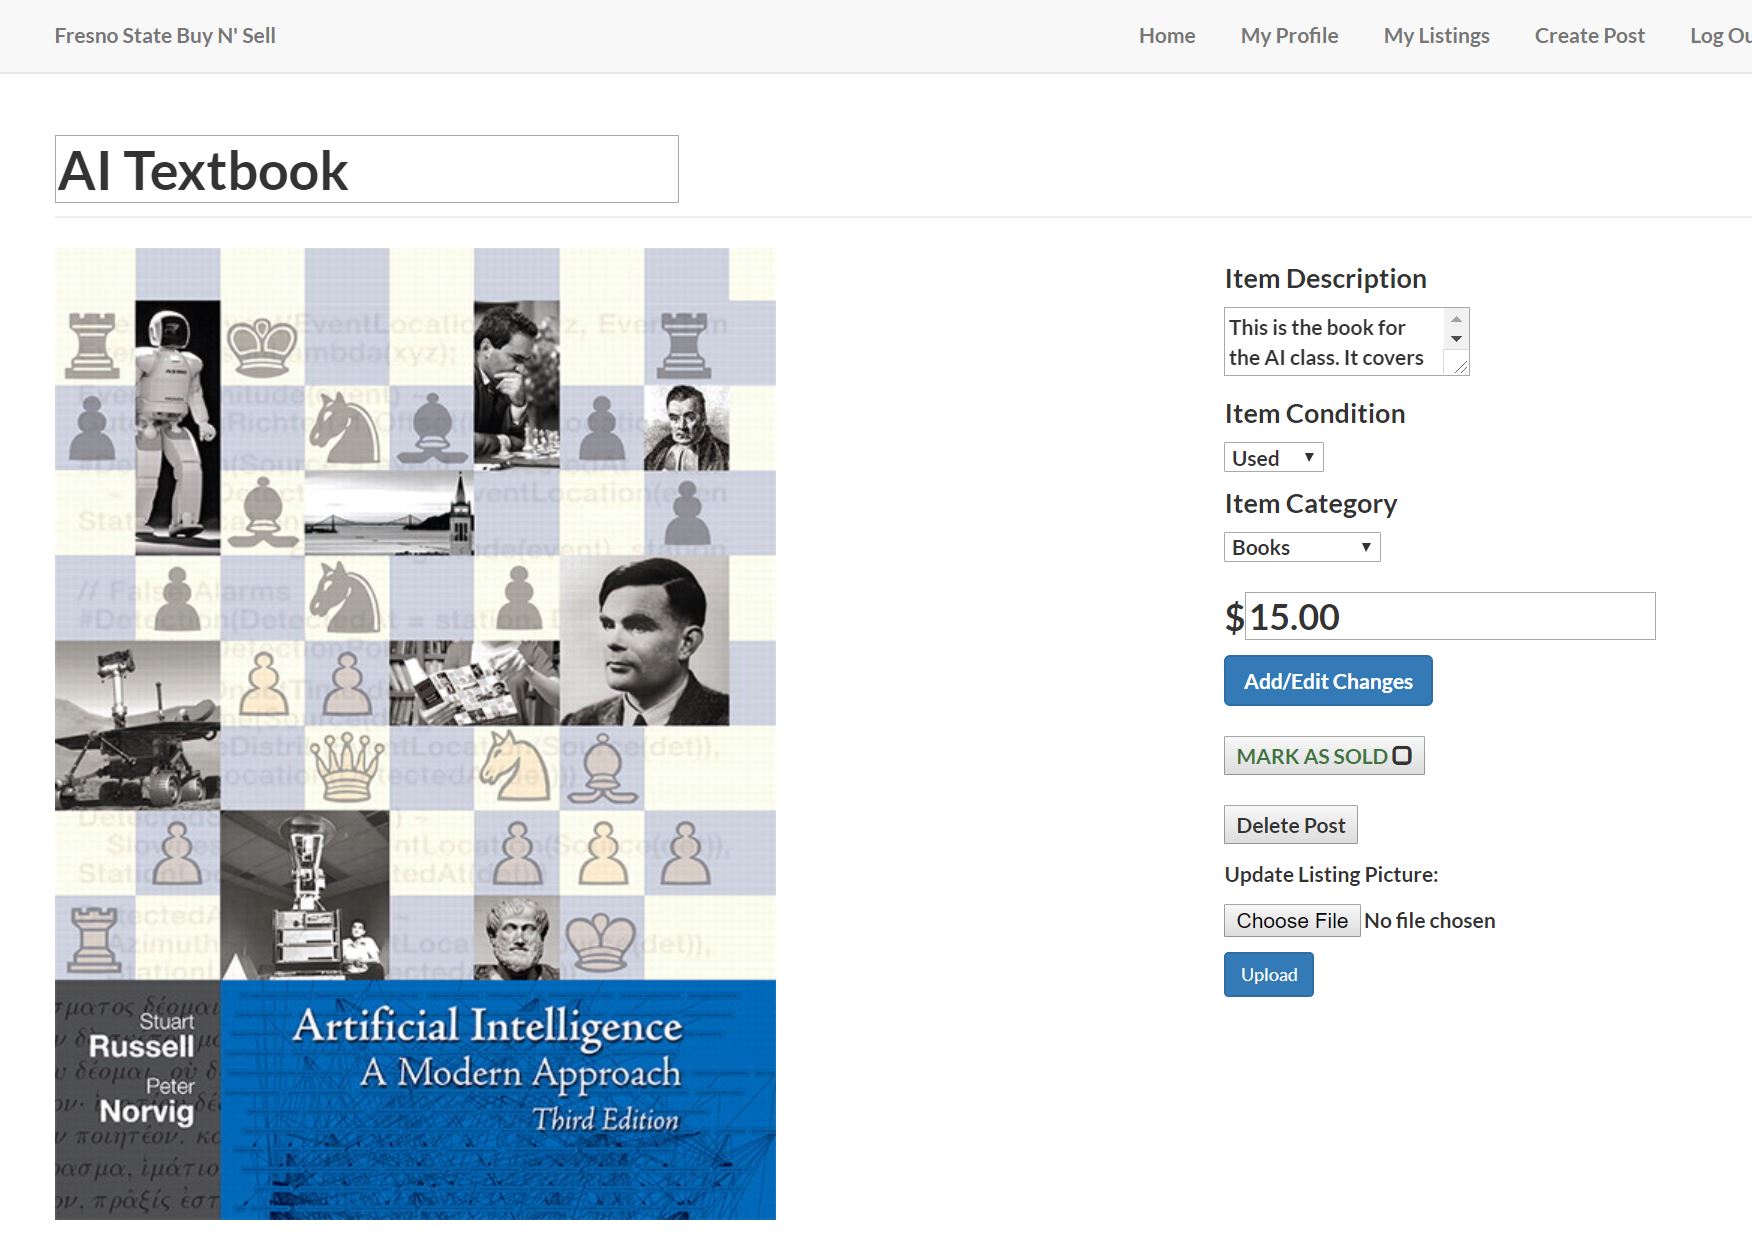 Fresno State Buy N' Sell
Home My Profile My Listings Create Post Log Ou
AI Textbook
Item Description
This is the book for
the AI class. It covers
Item Condition
Used
Item Category
Books
$15.00
Add/Edit Changes
MARK AS SOLD
Delete Post
Update Listing Picture:
Choose File No file chosen
Upload
// False Alarms
Stuart
Russell
Peter
Norvig
Artificial Intelligence
A Modern Approach
Third Edition